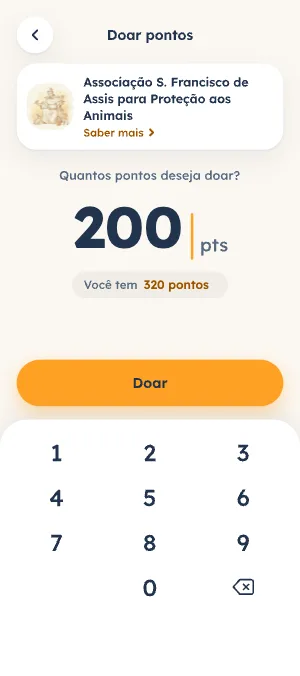 Doar pontos
Associação S. Francisco de
Assis para Proteção aos
Animais
Saber mais
Quantos pontos deseja doar?
200 pts
Você tem 320 pontos
Doar
1 2 3
4 5 6
7 8 9
0